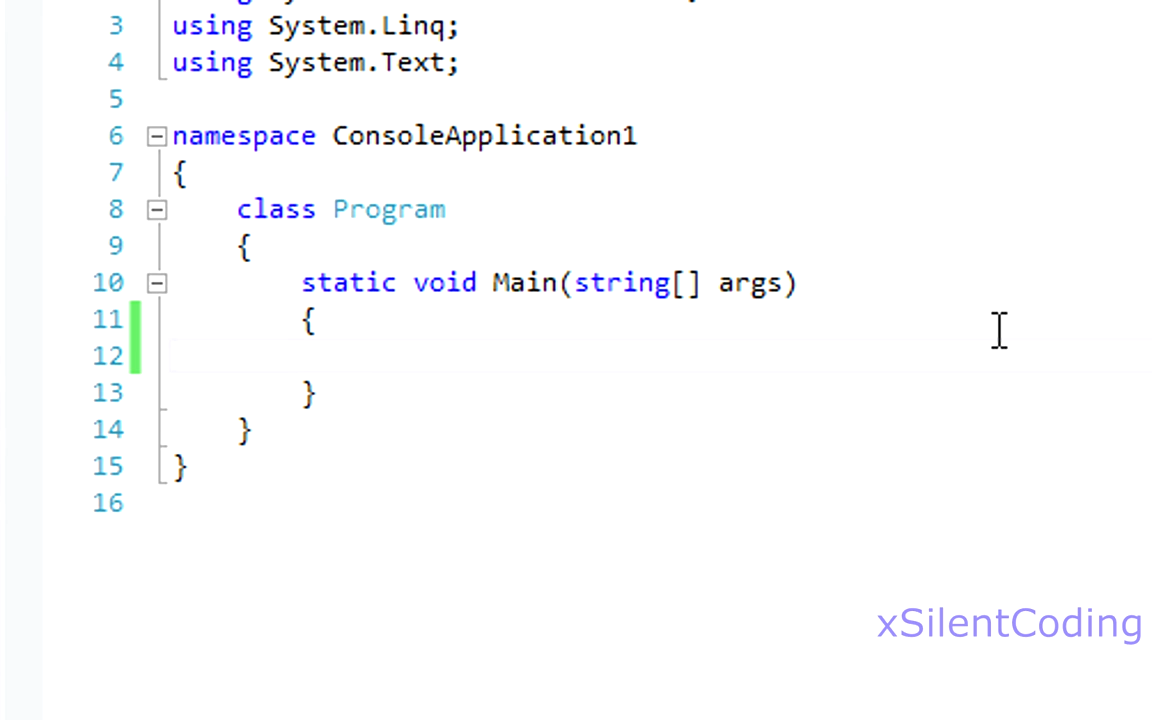 3 using System.Linq;
4 using System.Text;
5
6 namespace ConsoleApplication1
7 {
8 class Program
9 {
10 static void Main(string[] args)
11 {
12
13 }
14 }
15 }
16
xSilentCoding